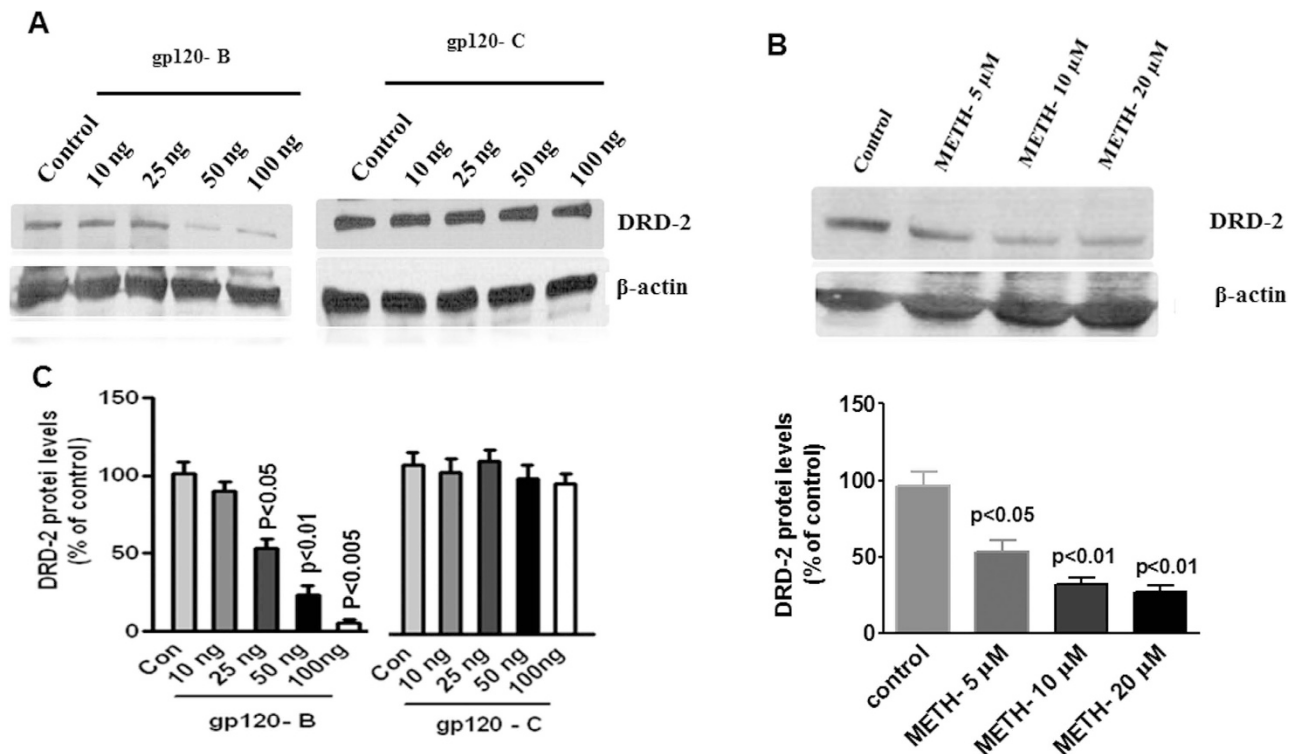 A
gp120- B
gp120- C
Control
10 ng
25 ng
50 ng
100 ng
Control
10 ng
25 ng
50 ng
100 ng
DRD-2
β-actin
B
Control
METH- 5 µM
METH- 10 µM
METH- 20 µM
DRD-2
β-actin
C
DRD-2 protei levels
(% of control)
150
100
50
0
P<0.05
p<0.01
P<0.005
Con
10 ng
25 ng
50 ng
100ng
gp120- B
Con
10 ng
25 ng
50 ng
100ng
gp120 - C
DRD-2 protei levels
(% of control)
150
100
50
0
p<0.05
p<0.01
p<0.01
control
METH- 5 µM
METH- 10 µM
METH- 20 µM